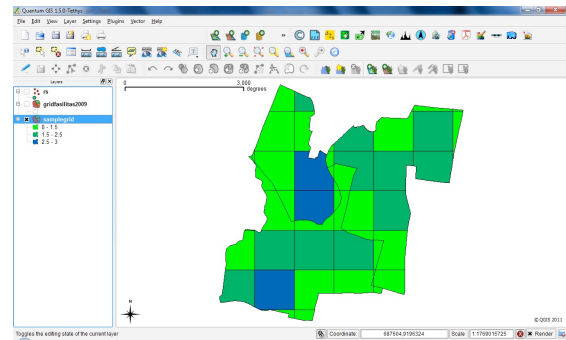 Quantum GIS 1.5.0-Tethys
File Edit View Layer Settings Plugins Vector Help
Layers
rs
gridfasilitas2009
samplegrid
0 - 1.5
1.5 - 2.5
2.5 - 3
0 3,000
degrees
N
© QGIS 2011
Toggles the editing state of the current layer
Coordinate: 687604,9196324 Scale 1:1769015725 Render